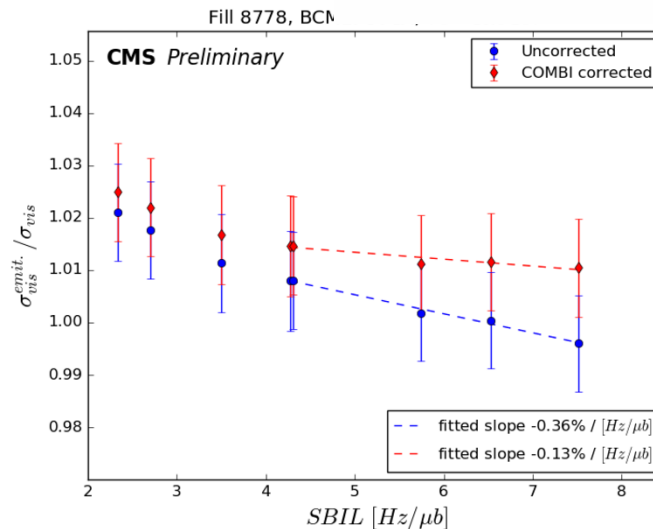 Fill 8778,
CMS Preliminary
Uncorrected
COMBI corrected
1.05
1.04
1.03
1.02
1.01
1.00
0.99
0.98
σ_vis^emit. / σ_vis
fitted slope -0.36% / [Hz/μb]
fitted slope -0.13% / [Hz/μb]
2 3 4 5 6 7 8
SBIL [Hz/μb]